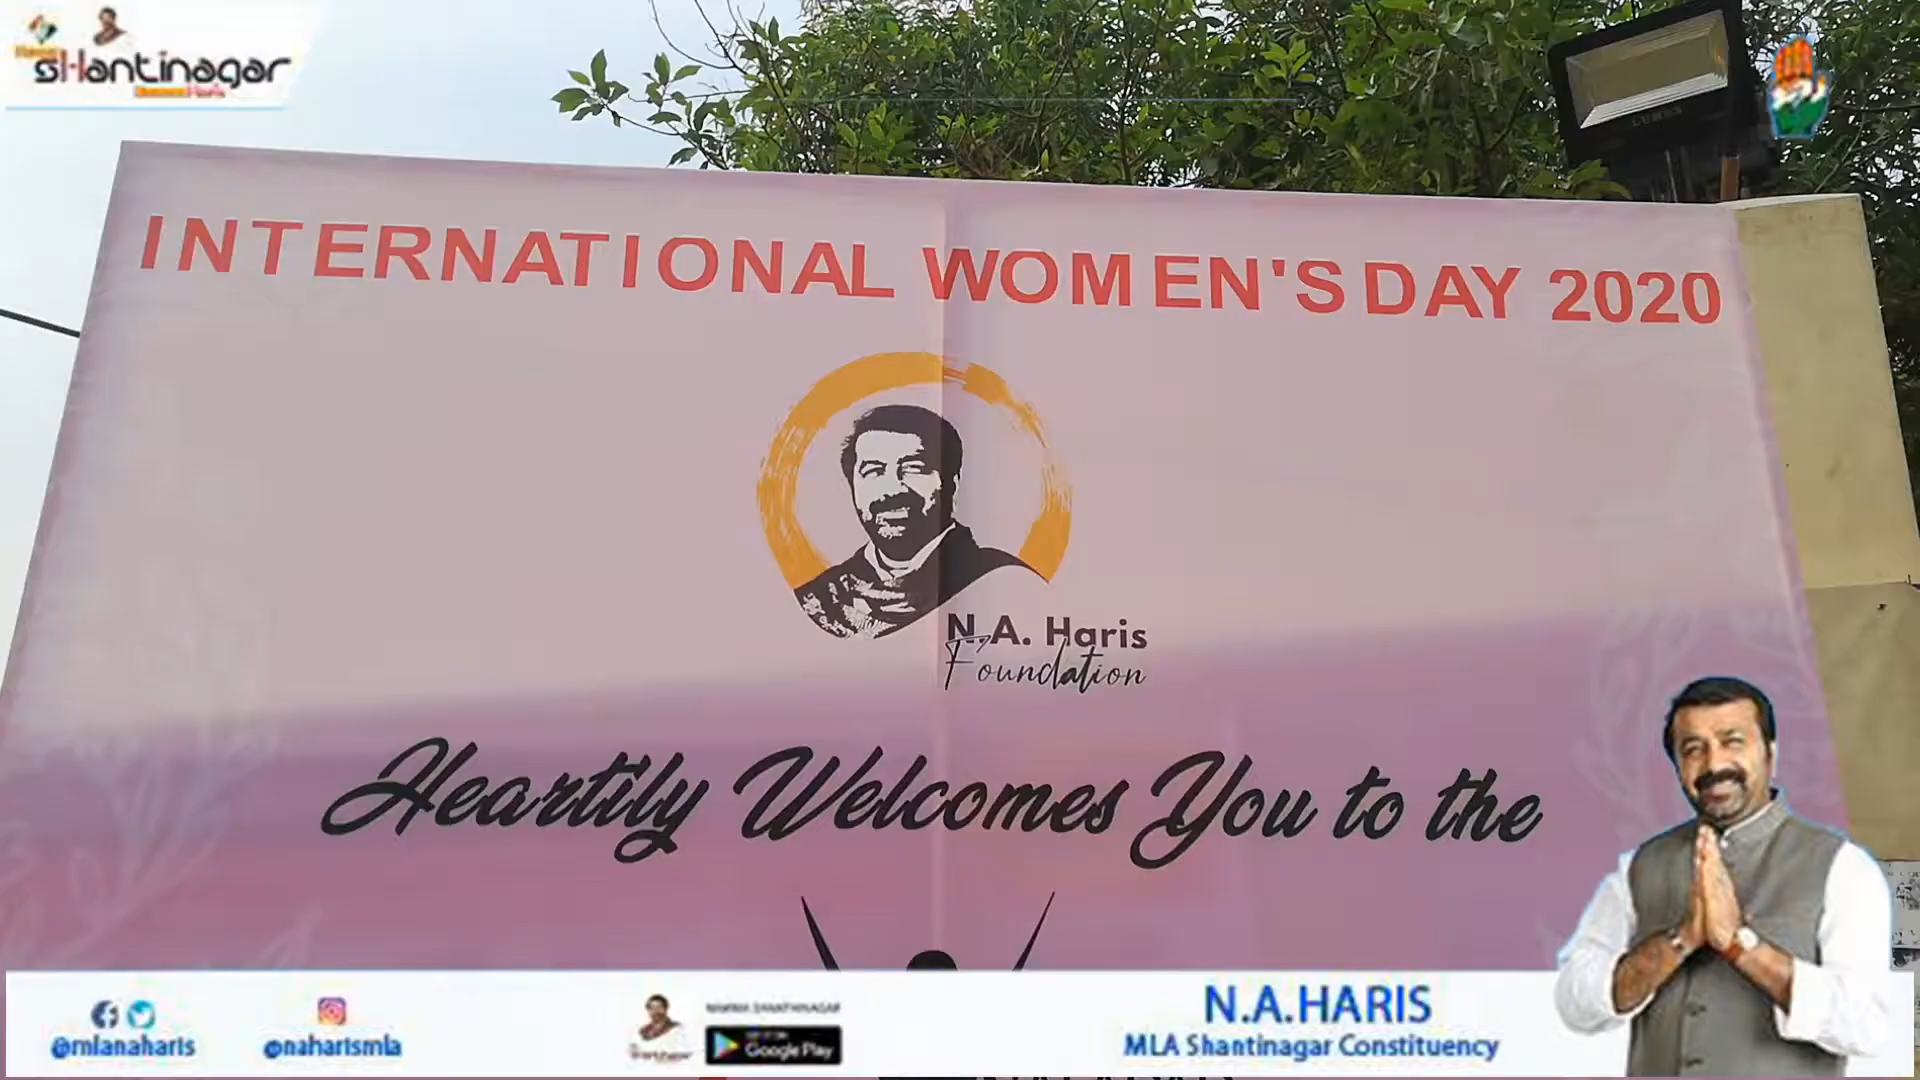 sHantinagar
Haris
INTERNATIONAL WOMEN'S DAY 2020
N.A. Haris
Foundation
Heartily Welcomes You to the
@mlanaharis
@naharismla
Google Play
N.A.HARIS
MLA Shantinagar Constituency